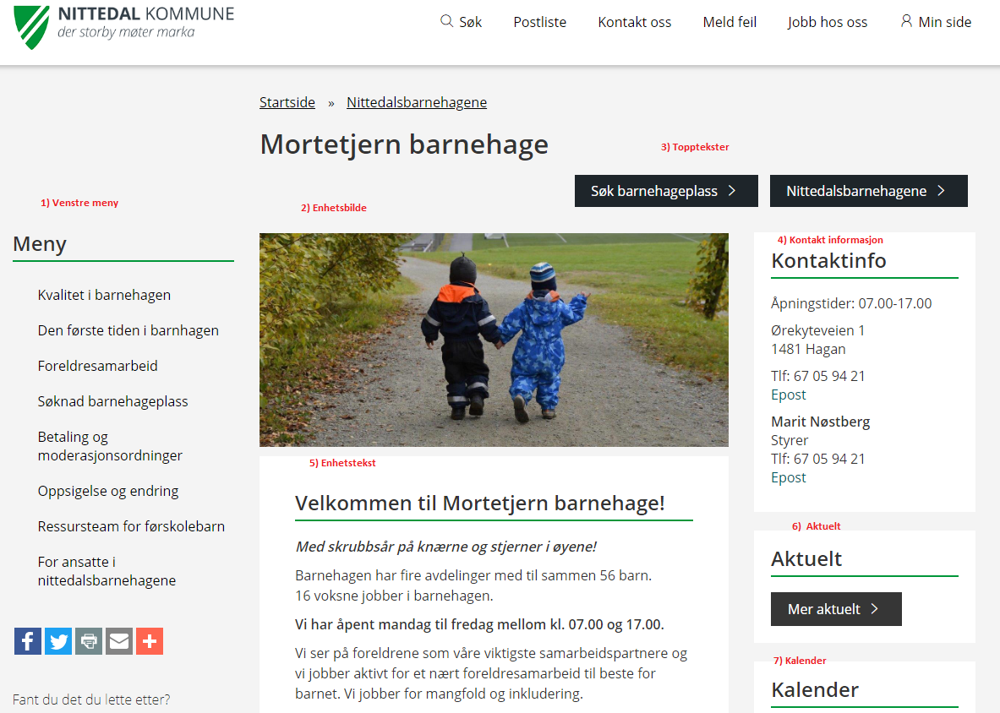 NITTEDAL KOMMUNE
der storby møter marka
Søk
Postliste
Kontakt oss
Meld feil
Jobb hos oss
Min side
Startside » Nittedalsbarnehagene
Mortetjern barnehage
3) Topptekster
Søk barnehageplass
Nittedalsbarnehagene
1) Venstre meny
Meny
Kvalitet i barnehagen
Den første tiden i barnhagen
Foreldresamarbeid
Søknad barnehageplass
Betaling og
moderasjonsordninger
Oppsigelse og endring
Ressursteam for førskolebarn
For ansatte i
nittedalsbarnehagene
Fant du det du lette etter?
2) Enhetsbilde
5) Enhetstekst
Velkommen til Mortetjern barnehage!
Med skrubbsår på knærne og stjerner i øyene!
Barnehagen har fire avdelinger med til sammen 56 barn.
16 voksne jobber i barnehagen.
Vi har åpent mandag til fredag mellom kl. 07.00 og 17.00.
Vi ser på foreldrene som våre viktigste samarbeidspartnere og
vi jobber aktivt for et nært foreldresamarbeid til beste for
barnet. Vi jobber for mangfold og inkludering.
4) Kontakt informasjon
Kontaktinfo
Åpningstider: 07.00-17.00
Ørekyteveien 1
1481 Hagan
Tlf: 67 05 94 21
Epost
Marit Nøstberg
Styrer
Tlf: 67 05 94 21
Epost
6) Aktuelt
Aktuelt
Mer aktuelt
7) Kalender
Kalender